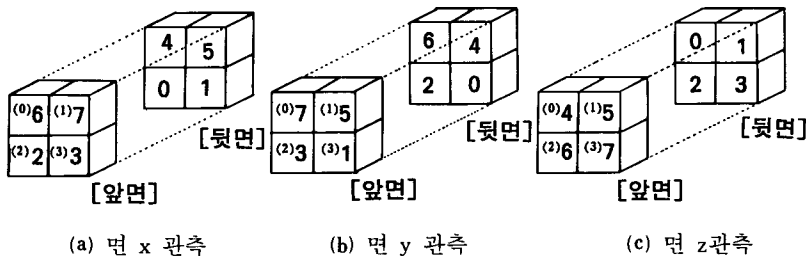 4 5
0 1
(0)6 (1)7
(2)2 (3)3
[뒷면]
[앞면]
(a) 면 x 관측
6 4
2 0
(0)7 (1)5
(2)3 (3)1
[뒷면]
[앞면]
(b) 면 y 관측
0 1
2 3
(0)4 (1)5
(2)6 (3)7
[뒷면]
[앞면]
(c) 면 z관측